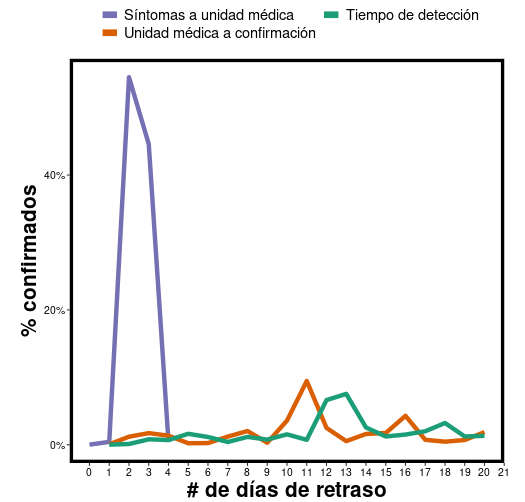 Síntomas a unidad médica Tiempo de detección
Unidad médica a confirmación
% confirmados
40%
20%
0%
0 1 2 3 4 5 6 7 8 9 10 11 12 13 14 15 16 17 18 19 20 21
# de días de retraso